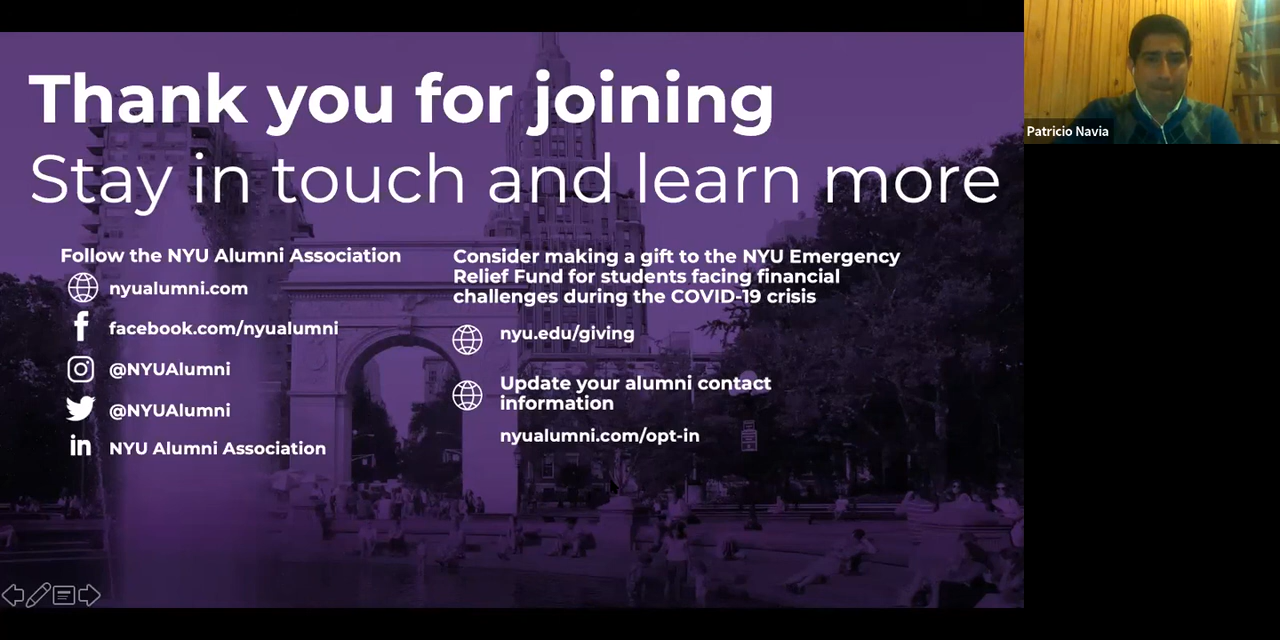 Thank you for joining
Stay in touch and learn more
Follow the NYU Alumni Association
nyualumni.com
facebook.com/nyualumni
@NYUAlumni
@NYUAlumni
NYU Alumni Association
Consider making a gift to the NYU Emergency
Relief Fund for students facing financial
challenges during the COVID-19 crisis
nyu.edu/giving
Update your alumni contact
information
nyualumni.com/opt-in
Patricio Navia